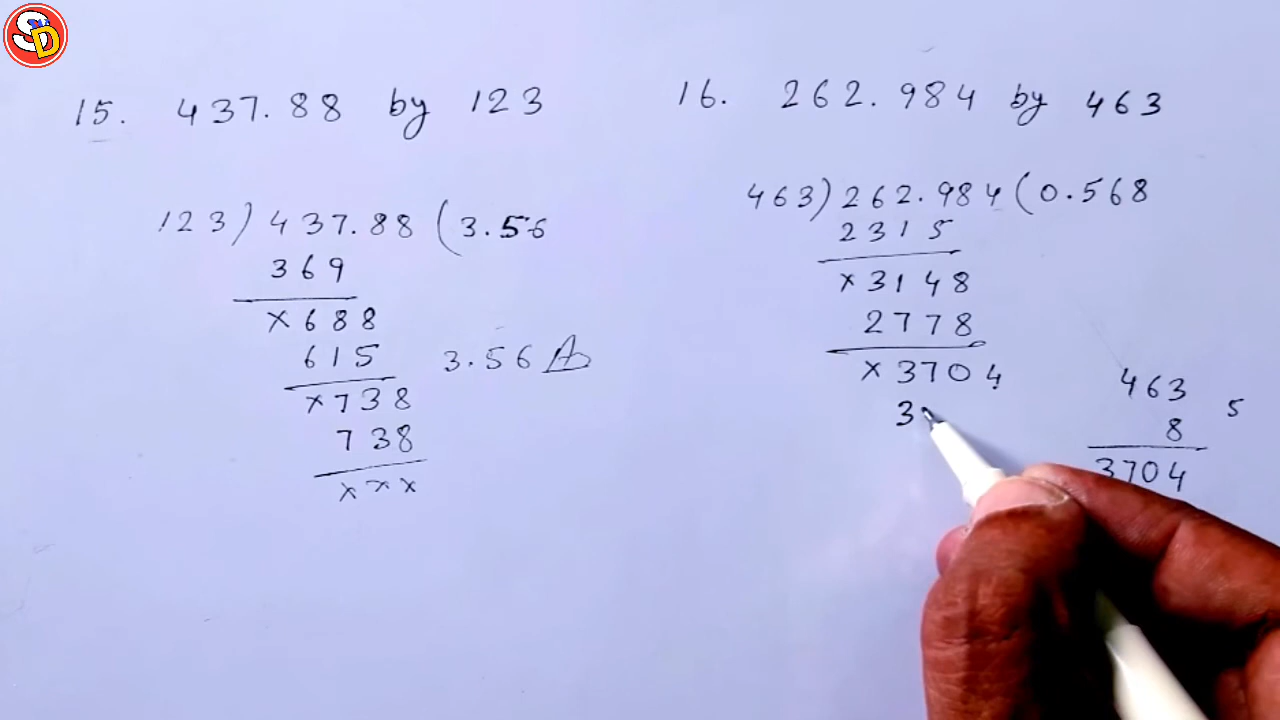 SD
15. 437.88 by 123
123) 437.88 (3.56
369
×688
615
3.56 A
×738
738
×××
16. 262.984 by 463
463) 262.984 (0.568
2315
×3148
2778
×3704
3
463
8
5
3704